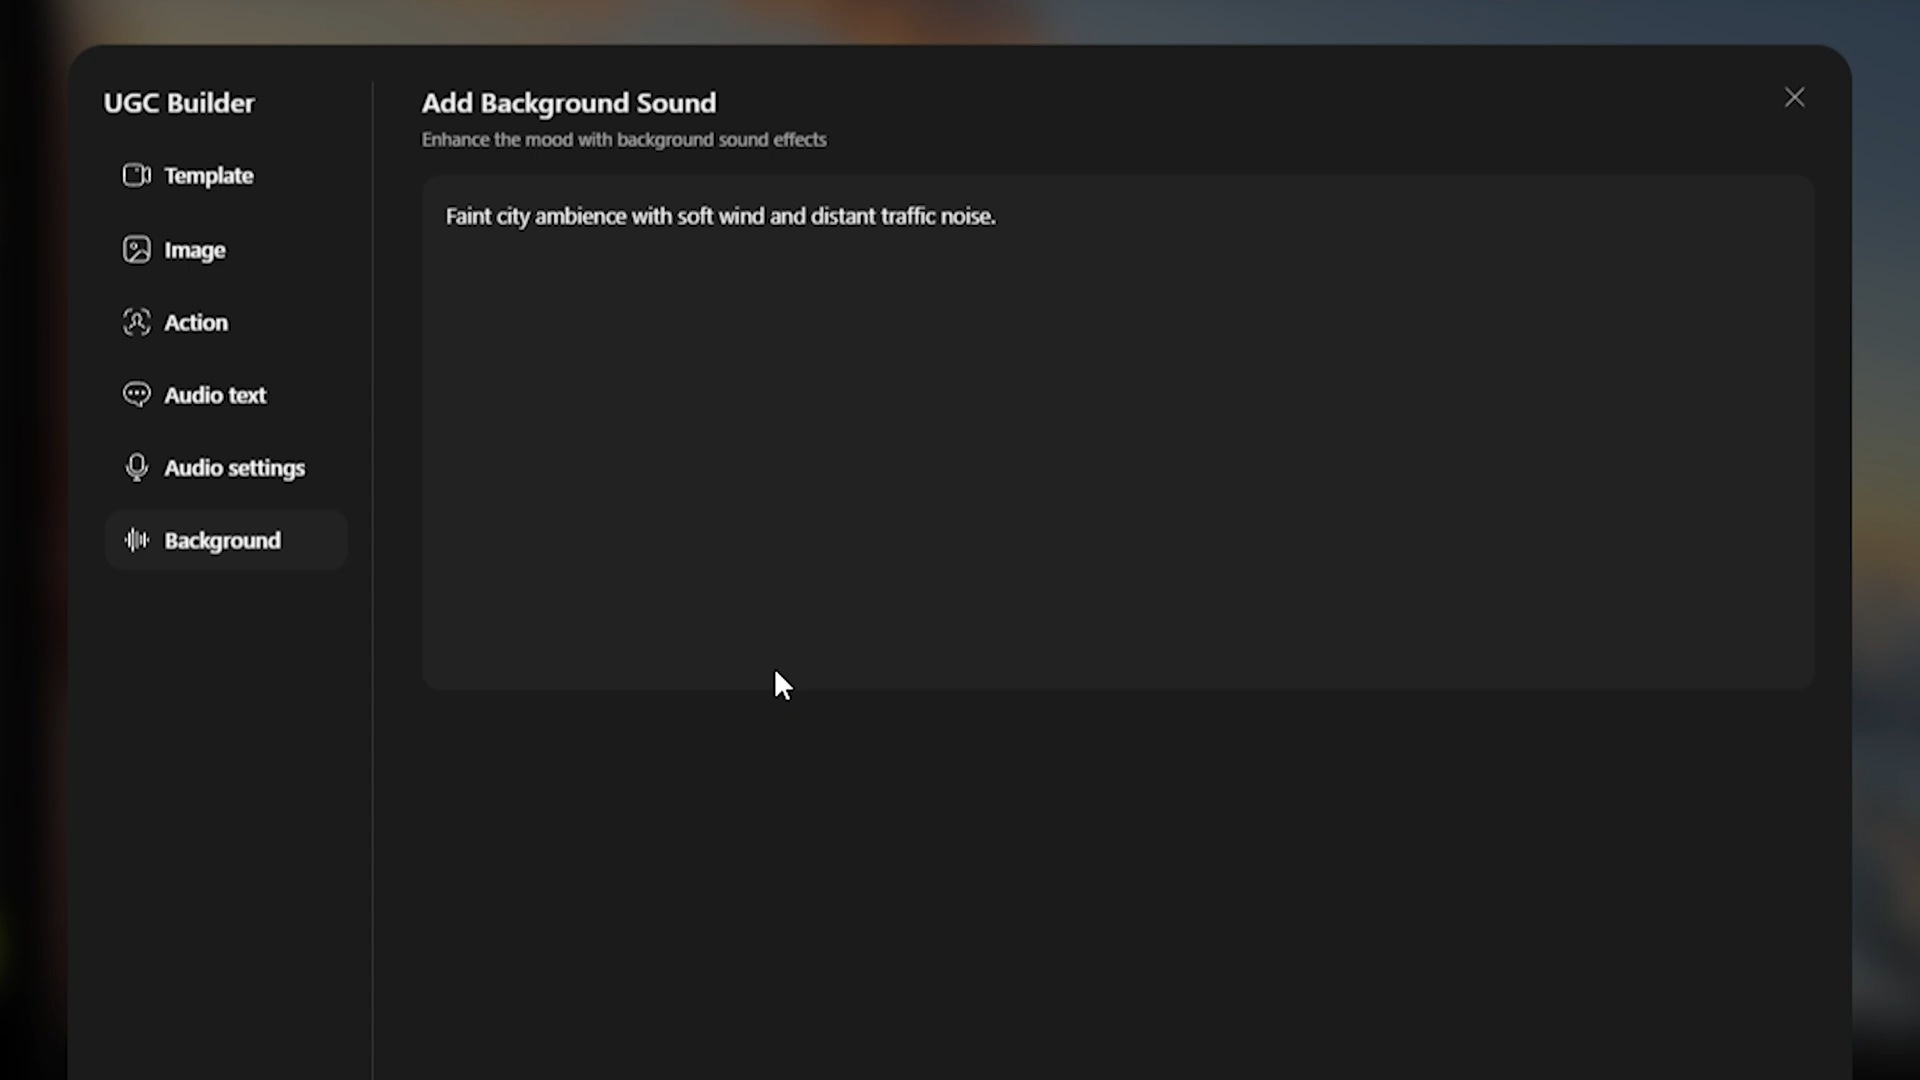 UGC Builder
Template
Image
Action
Audio text
Audio settings
Background
Add Background Sound
Enhance the mood with background sound effects
Faint city ambience with soft wind and distant traffic noise.